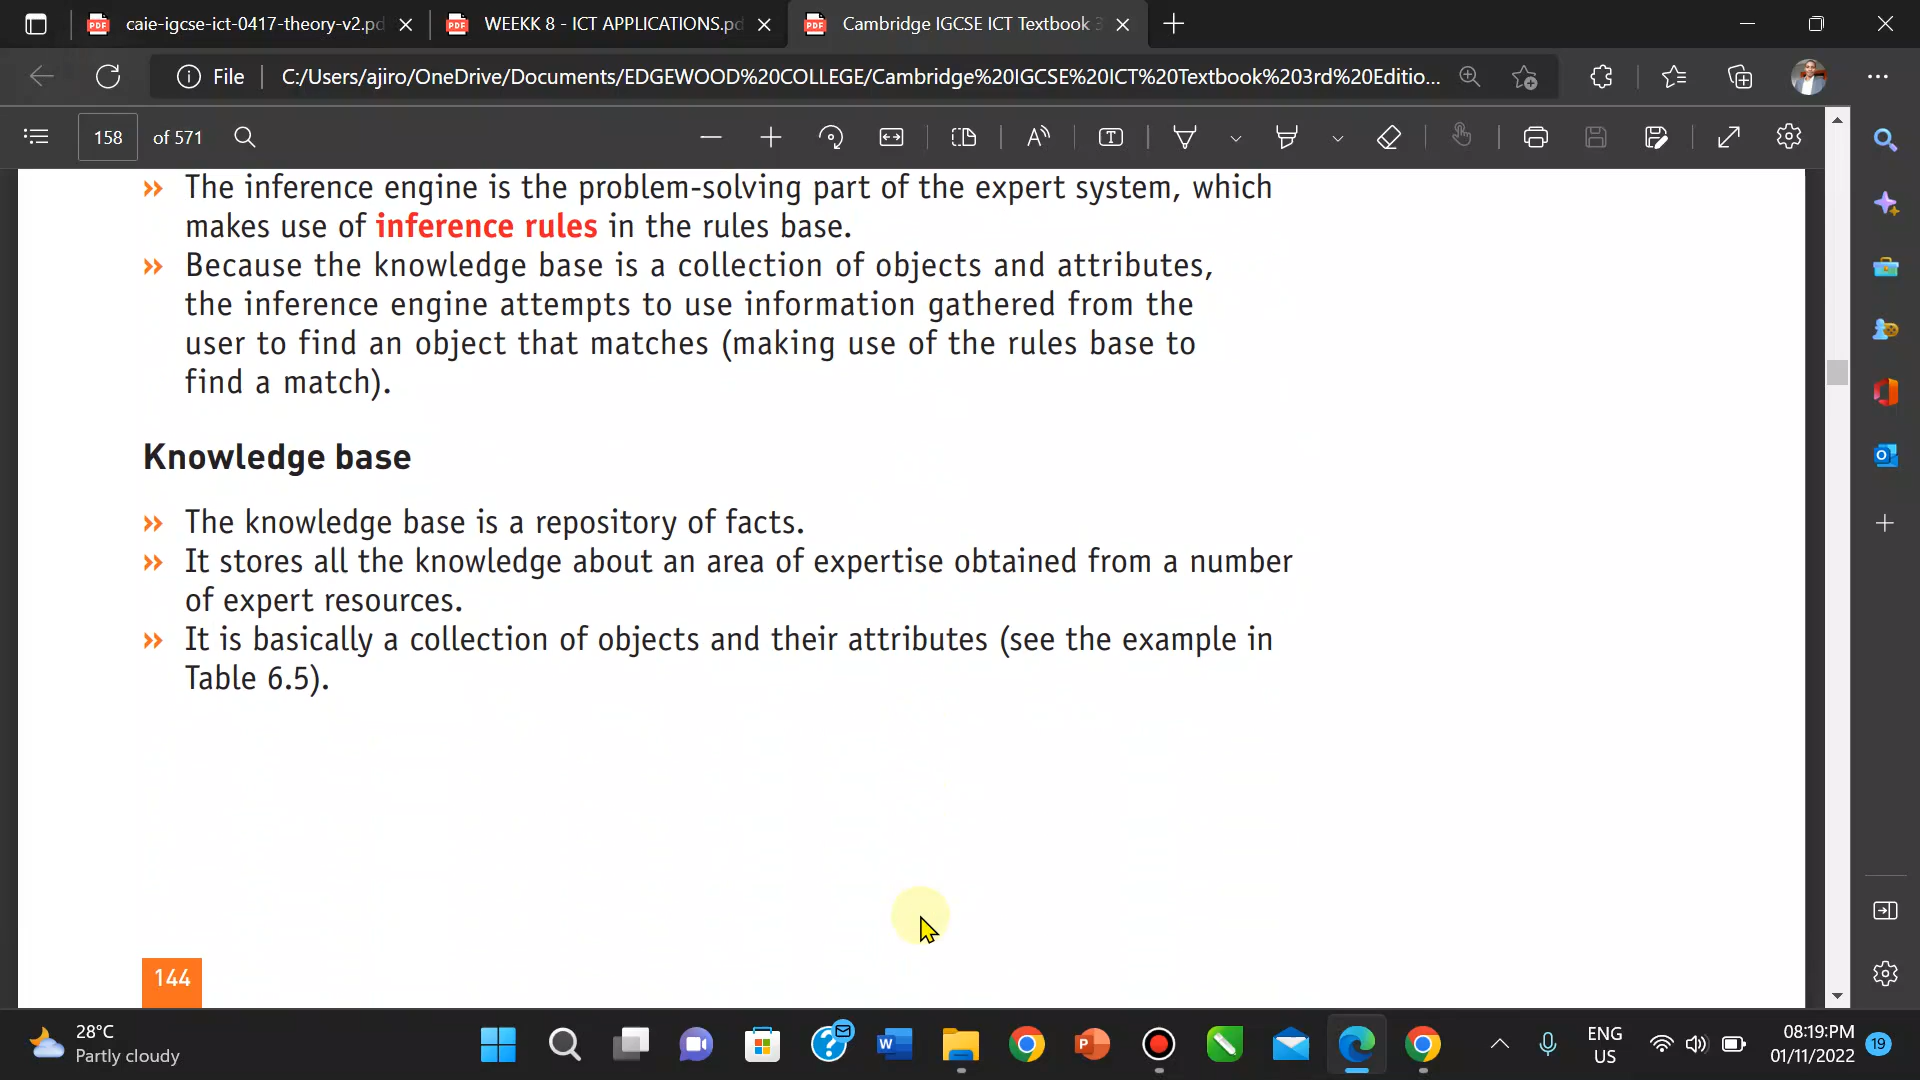 caie-igcse-ict-0417-theory-v2.pd
WEEKK 8 - ICT APPLICATIONS.pd
Cambridge IGCSE ICT Textbook 3
File
C:/Users/ajiro/OneDrive/Documents/EDGEWOOD%20COLLEGE/Cambridge%20IGCSE%20ICT%20Textbook%203rd%20Editio...
158 of 571
» The inference engine is the problem-solving part of the expert system, which
makes use of inference rules in the rules base.
» Because the knowledge base is a collection of objects and attributes,
the inference engine attempts to use information gathered from the
user to find an object that matches (making use of the rules base to
find a match).
Knowledge base
» The knowledge base is a repository of facts.
» It stores all the knowledge about an area of expertise obtained from a number
of expert resources.
» It is basically a collection of objects and their attributes (see the example in
Table 6.5).
144
28°C
Partly cloudy
ENG
US
08:19:PM
01/11/2022
19